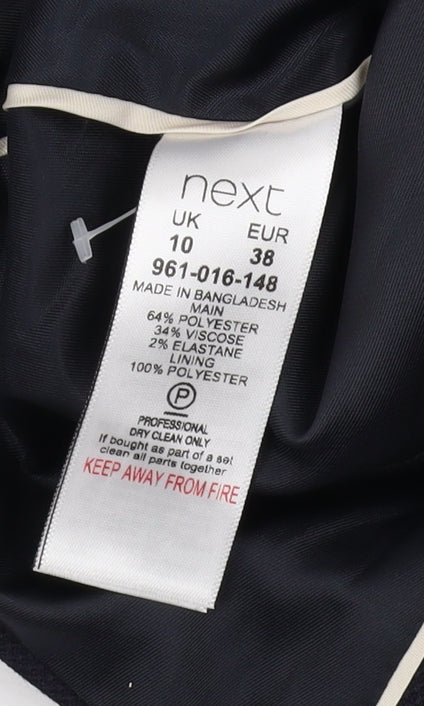 next
UK EUR
10 38
961-016-148
MADE IN BANGLADESH
MAIN
64% POLYESTER
34% VISCOSE
2% ELASTANE
LINING
100% POLYESTER
P
PROFESSIONAL
DRY CLEAN ONLY
If bought as part of a set
clean all parts together
KEEP AWAY FROM FIRE